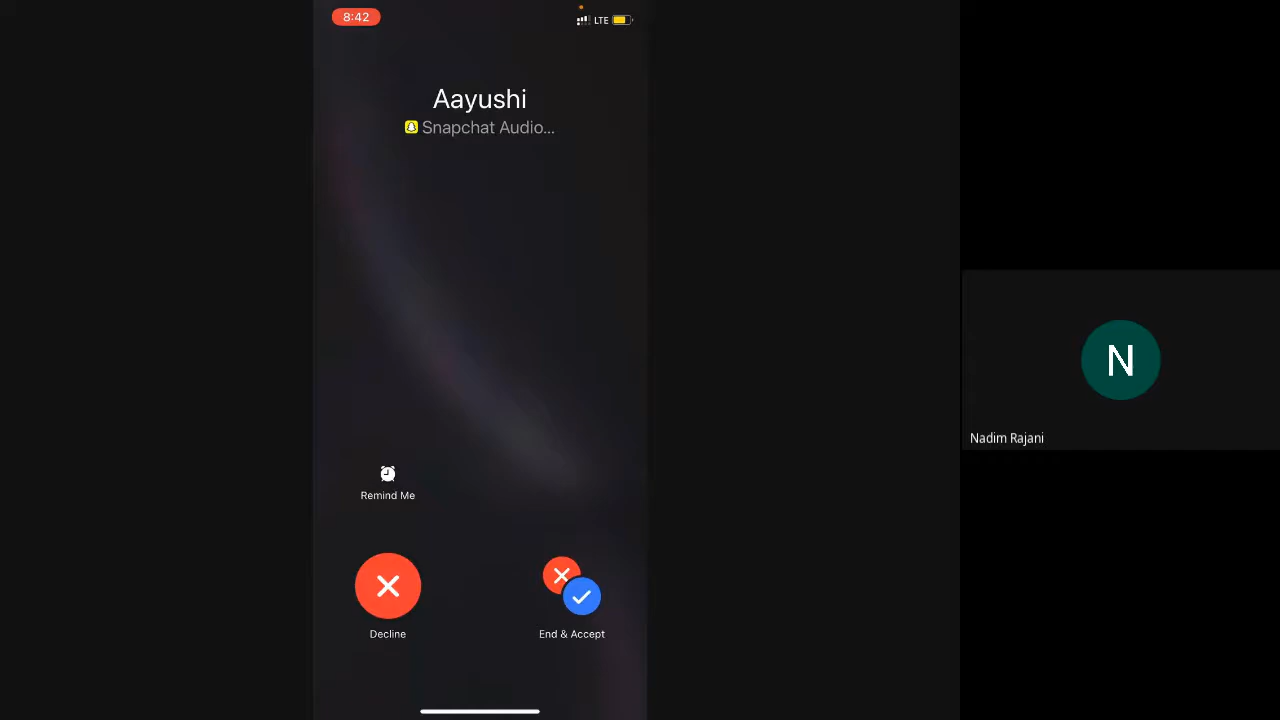 8:42
LTE
Aayushi
Snapchat Audio...
Remind Me
Decline
End & Accept
N
Nadim Rajani